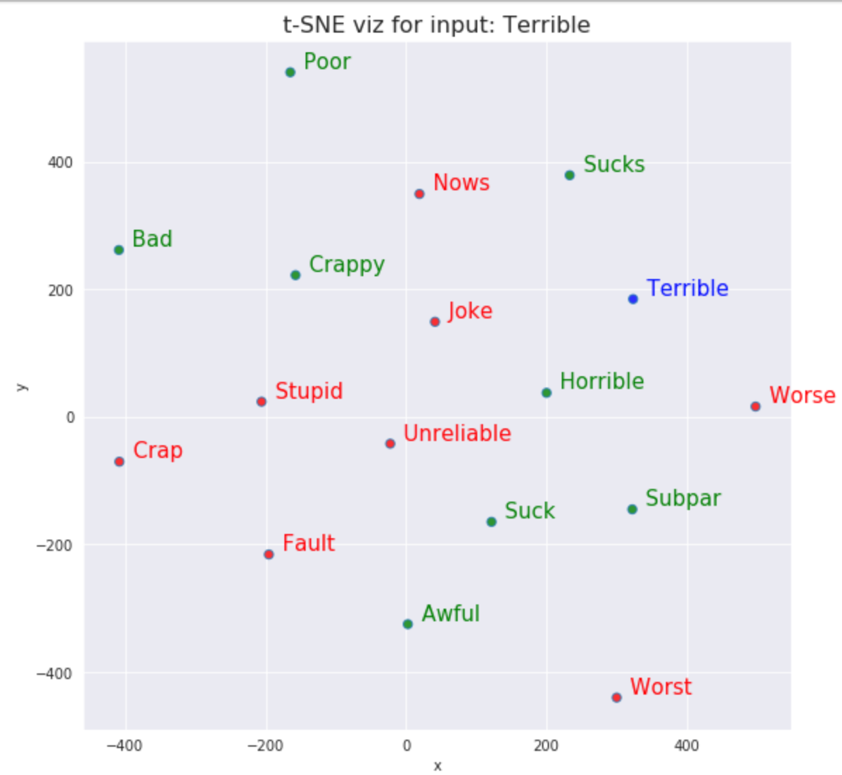 t-SNE viz for input: Terrible
Poor
400
Sucks
Nows
Bad
Crappy
200
Terrible
Joke
Horrible
Stupid
Worse
y
0
Unreliable
Crap
Subpar
Suck
−200
Fault
Awful
−400
Worst
−400
−200
0
200
400
x